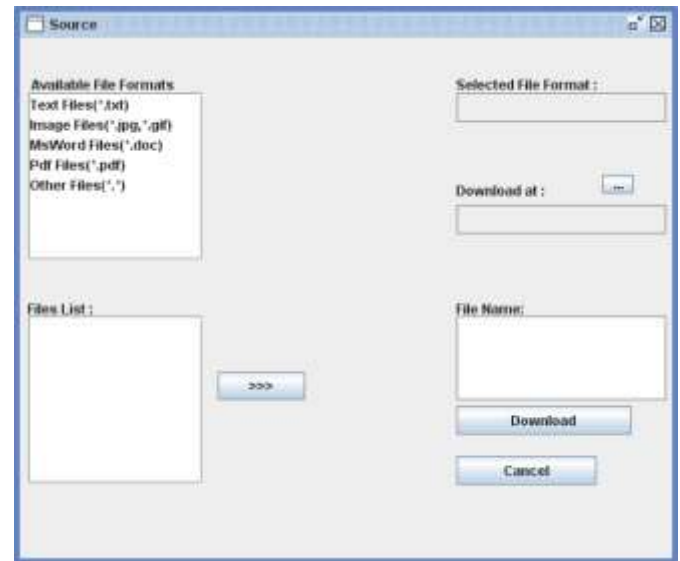 Source
Available File Formats
Text Files(*.txt)
Image Files(*.jpg,*.gif)
MsWord Files(*.doc)
Pdf Files(*.pdf)
Other Files(*.*)
Selected File Format :
Download at :
...
Files List :
>>>
File Name:
Download
Cancel